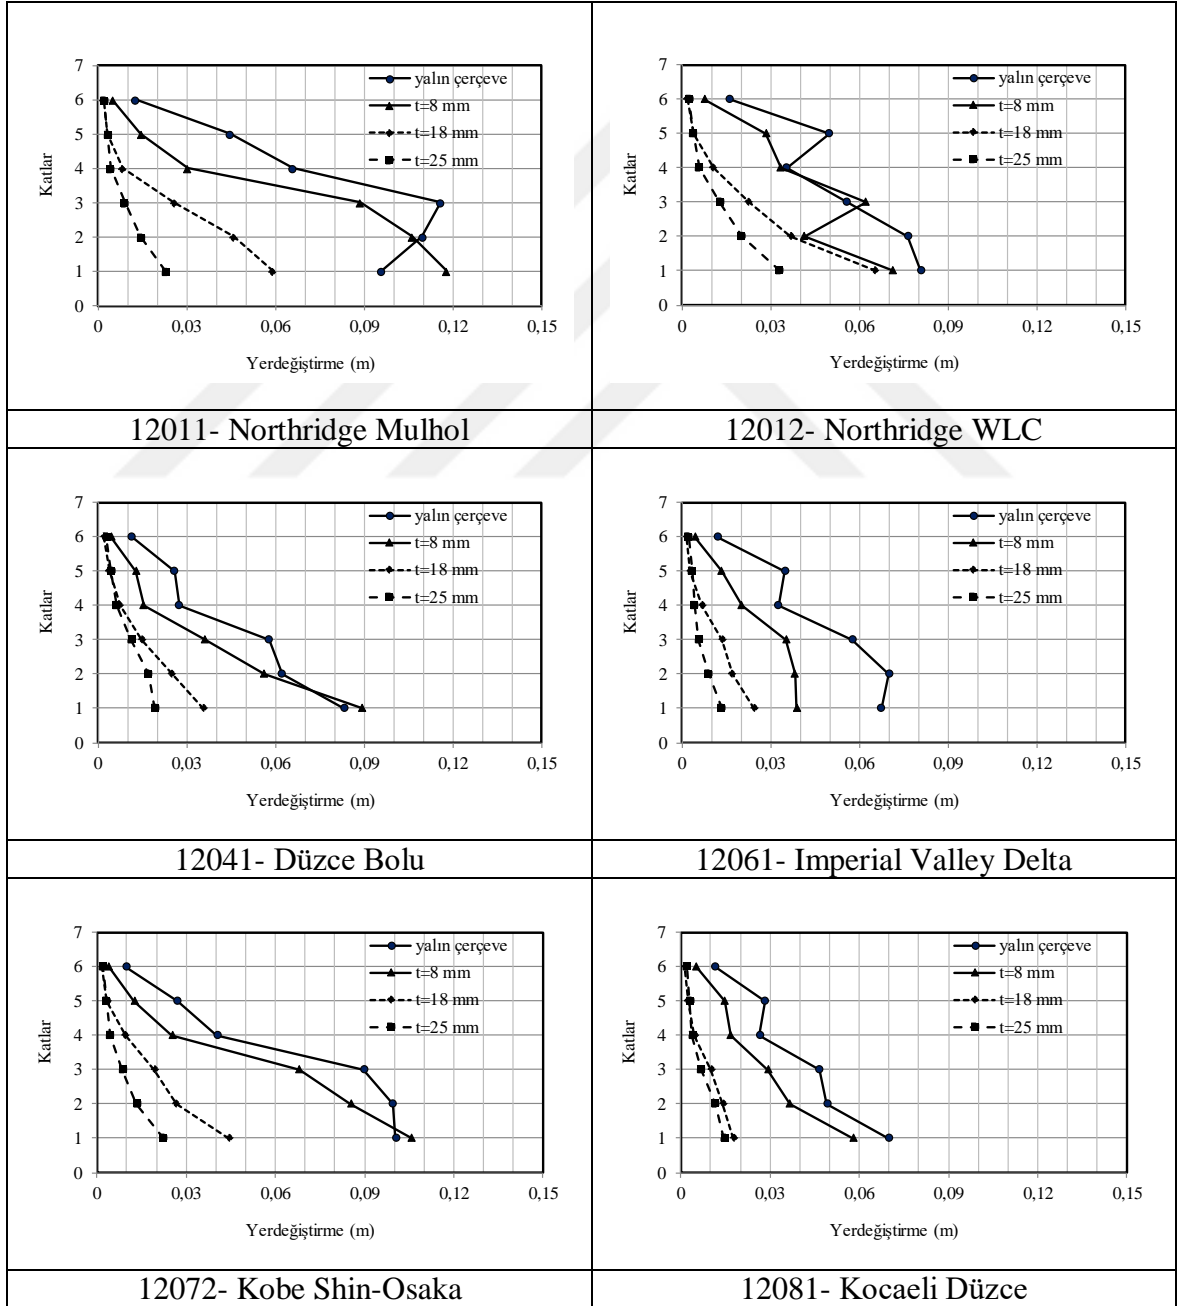 7
6
5
4
3
2
1
0
Katlar
yalın çerçeve
t=8 mm
t=18 mm
t=25 mm
0 0,03 0,06 0,09 0,12 0,15
Yerdeğiştirme (m)
7
6
5
4
3
2
1
0
Katlar
yalın çerçeve
t=8 mm
t=18 mm
t=25 mm
0 0,03 0,06 0,09 0,12 0,15
Yerdeğiştirme (m)
12011- Northridge Mulhol
12012- Northridge WLC
7
6
5
4
3
2
1
0
Katlar
yalın çerçeve
t=8 mm
t=18 mm
t=25 mm
0 0,03 0,06 0,09 0,12 0,15
Yerdeğiştirme (m)
7
6
5
4
3
2
1
0
Katlar
yalın çerçeve
t=8 mm
t=18 mm
t=25 mm
0 0,03 0,06 0,09 0,12 0,15
Yerdeğiştirme (m)
12041- Düzce Bolu
12061- Imperial Valley Delta
7
6
5
4
3
2
1
0
Katlar
yalın çerçeve
t=8 mm
t=18 mm
t=25 mm
0 0,03 0,06 0,09 0,12 0,15
Yerdeğiştirme (m)
7
6
5
4
3
2
1
0
Katlar
yalın çerçeve
t=8 mm
t=18 mm
t=25 mm
0 0,03 0,06 0,09 0,12 0,15
Yerdeğiştirme (m)
12072- Kobe Shin-Osaka
12081- Kocaeli Düzce